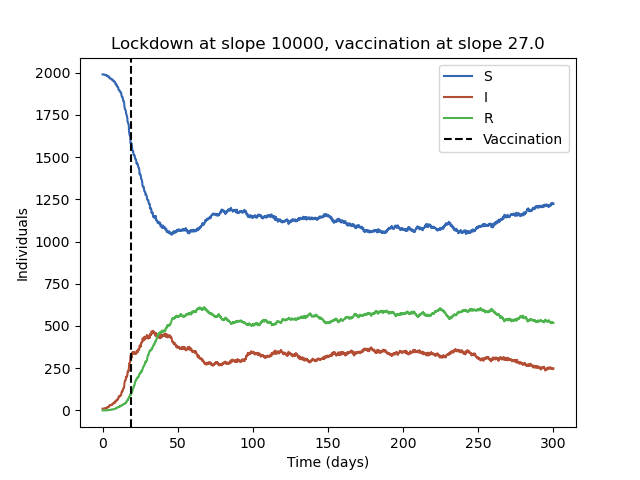 Lockdown at slope 10000, vaccination at slope 27.0
S
I
R
Vaccination
Individuals
2000
1750
1500
1250
1000
750
500
250
0
0 50 100 150 200 250 300
Time (days)